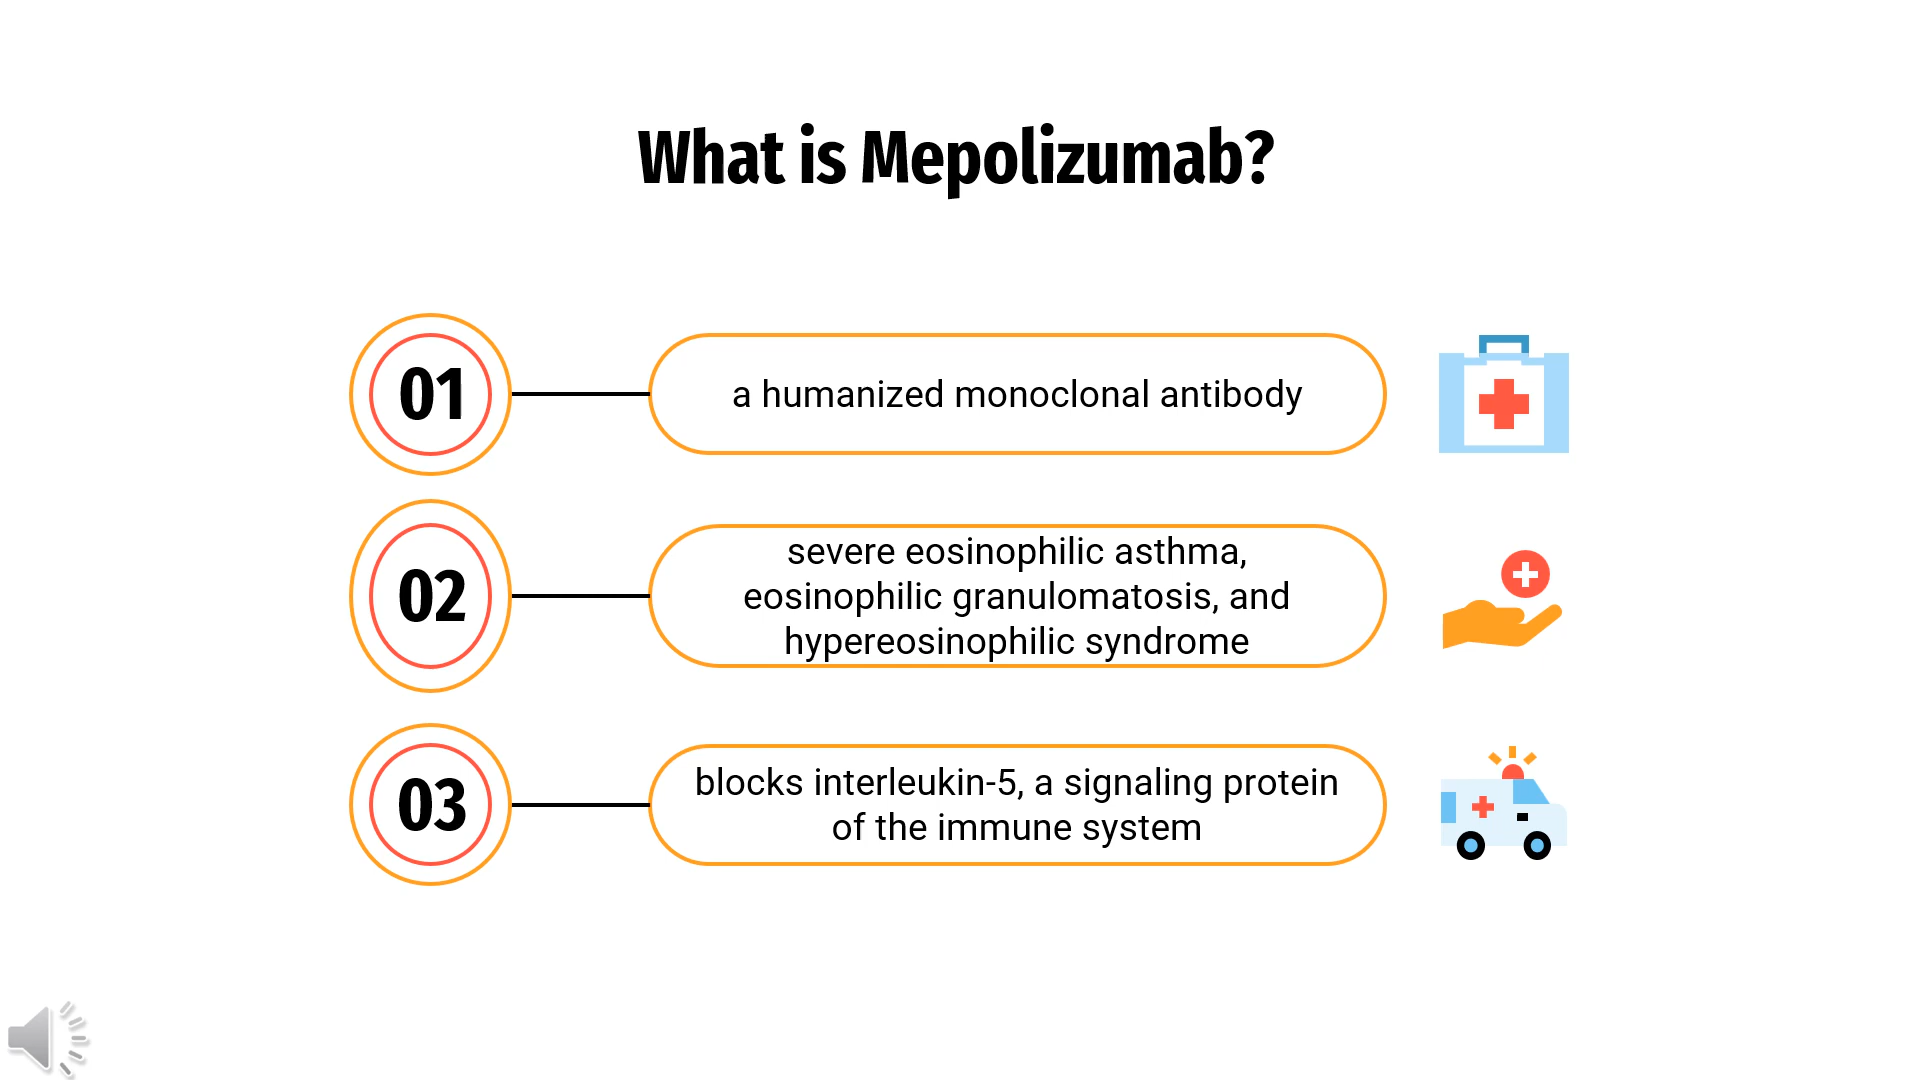 What is Mepolizumab?
01
a humanized monoclonal antibody
02
severe eosinophilic asthma,
eosinophilic granulomatosis, and
hypereosinophilic syndrome
03
blocks interleukin-5, a signaling protein
of the immune system